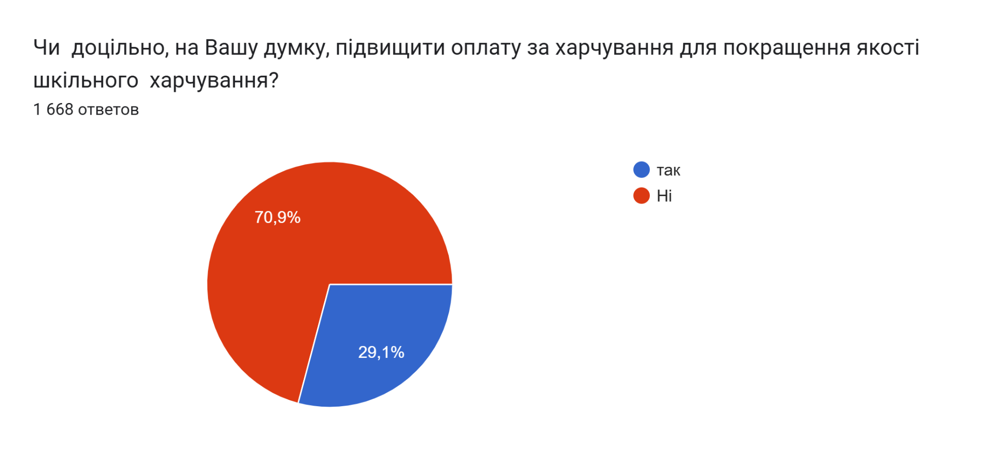 Чи  доцільно, на Вашу думку, підвищити оплату за харчування для покращення якості
шкільного  харчування?
1 668 ответов
так
Ні
70,9%
29,1%